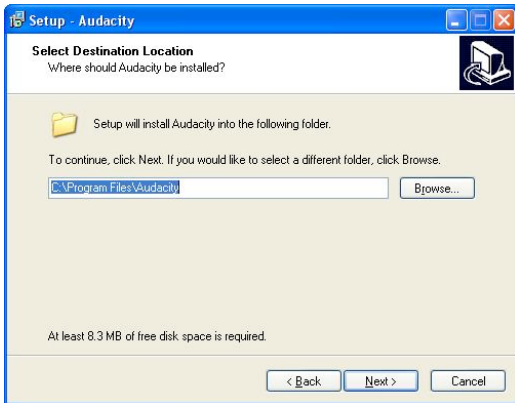 Setup - Audacity
Select Destination Location
Where should Audacity be installed?
Setup will install Audacity into the following folder.
To continue, click Next. If you would like to select a different folder, click Browse.
C:\Program Files\Audacity
Browse...
At least 8.3 MB of free disk space is required.
< Back
Next >
Cancel